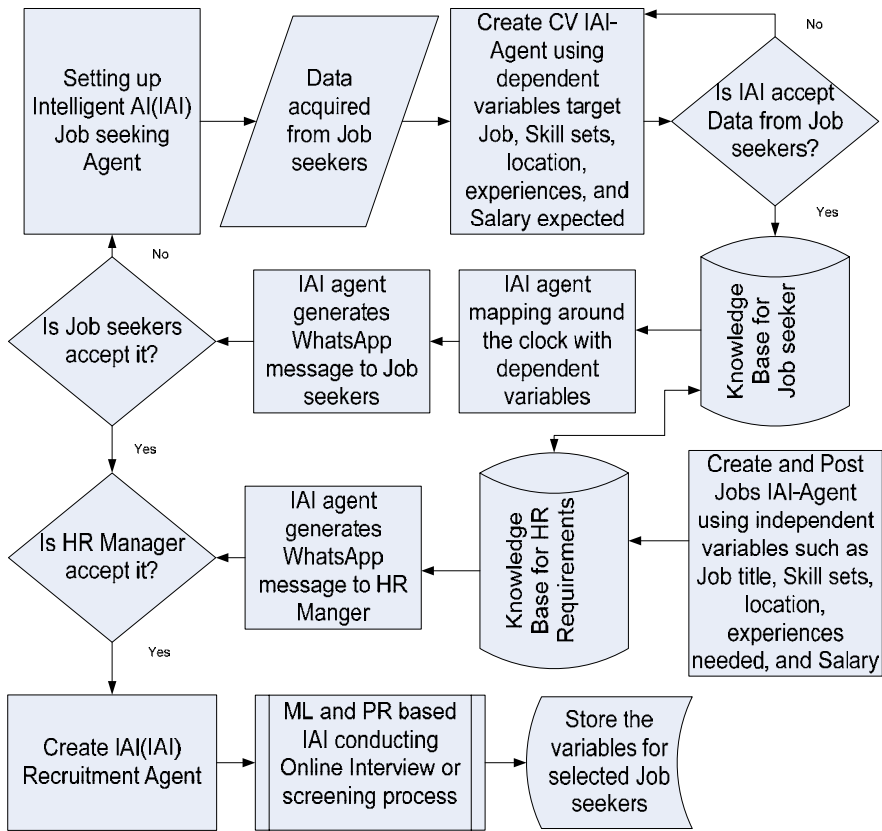 Setting up
Intelligent AI(IAI)
Job seeking
Agent
Data
acquired
from Job
seekers
Create CV IAI-
Agent using
dependent
variables target
Job, Skill sets,
location,
experiences, and
Salary expected
No
Is IAI accept
Data from Job
seekers?
Yes
Knowledge
Base for
Job seeker
IAI agent
mapping around
the clock with
dependent
variables
IAI agent
generates
WhatsApp
message to Job
seekers
No
Is Job seekers
accept it?
Yes
Create and Post
Jobs IAI-Agent
using independent
variables such as
Job title, Skill sets,
location,
experiences
needed, and Salary
Knowledge
Base for HR
Requirements
IAI agent
generates
WhatsApp
message to HR
Manger
Is HR Manager
accept it?
Yes
Create IAI(IAI)
Recruitment Agent
ML and PR based
IAI conducting
Online Interview or
screening process
Store the
variables for
selected Job
seekers